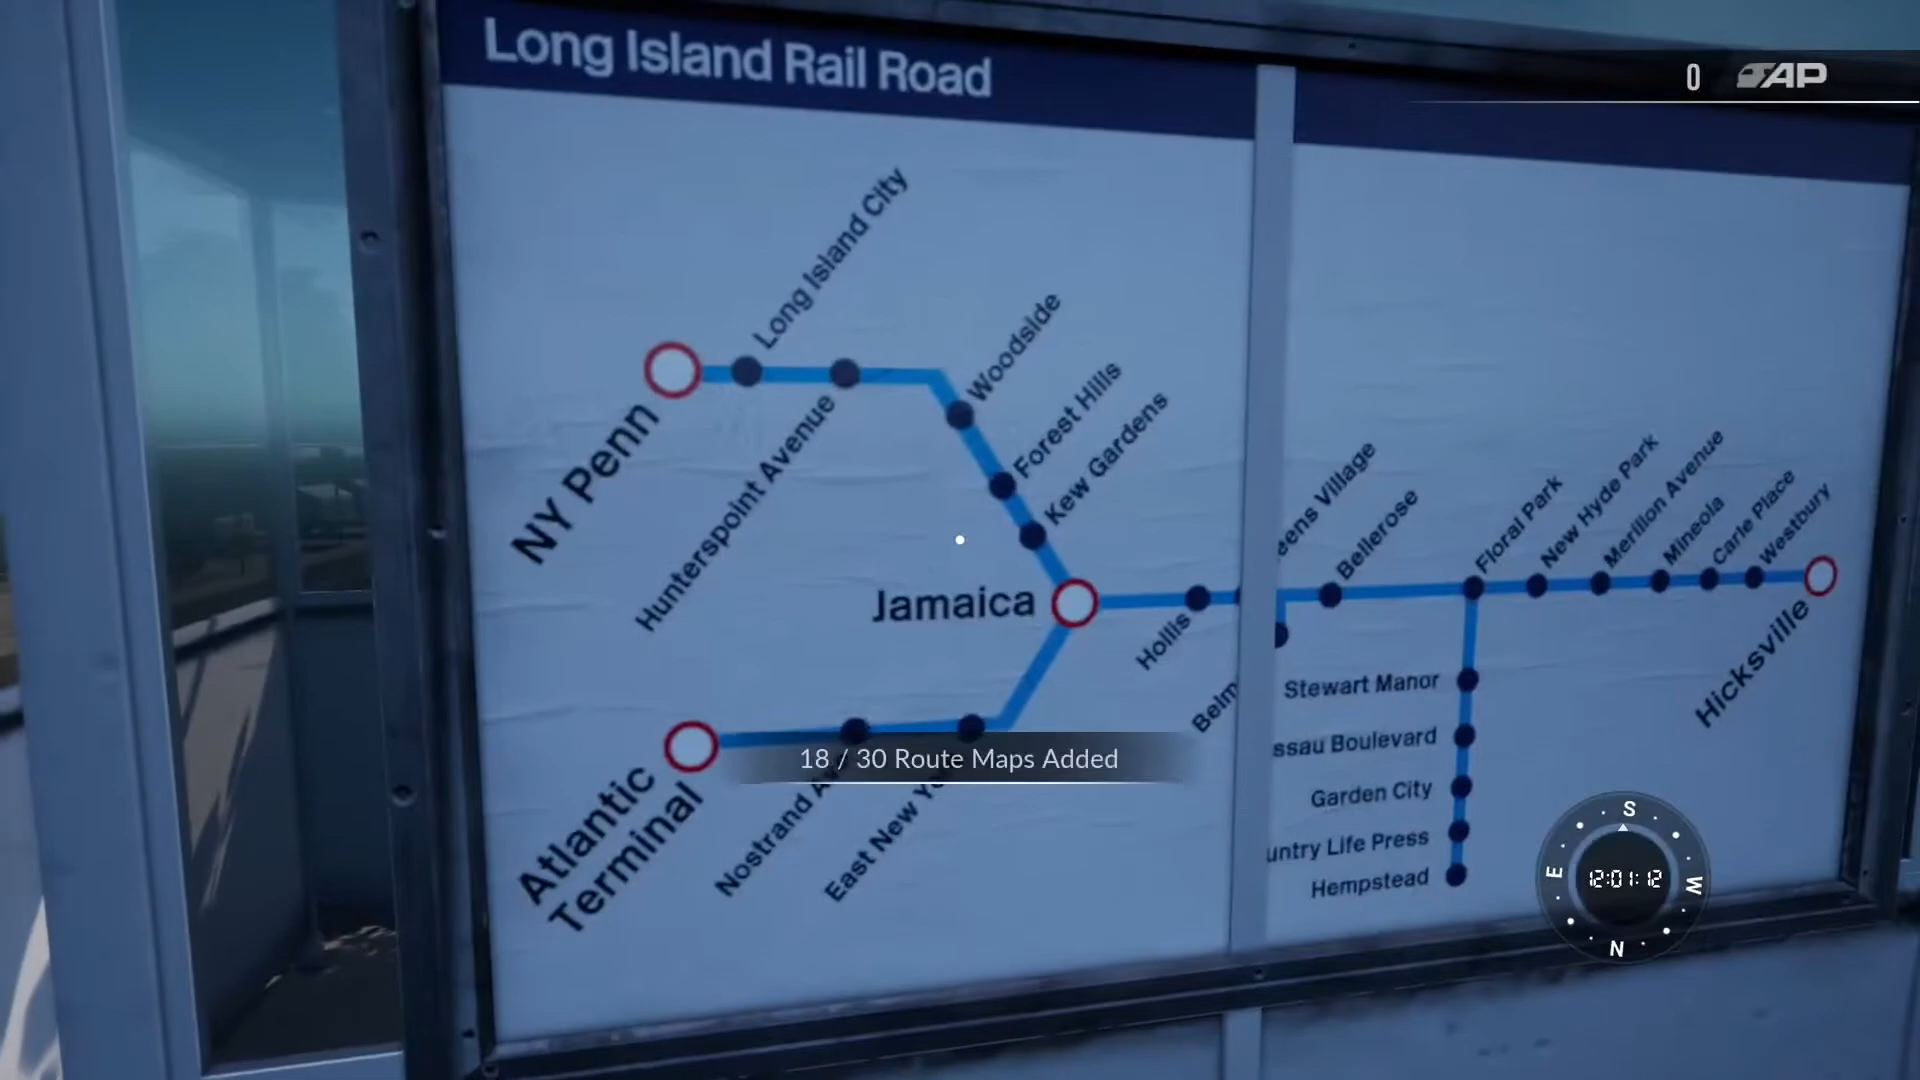 Long Island Rail Road
0 AP
Long Island City
Woodside
Forest Hills
Kew Gardens
NY Penn
Hunterspoint Avenue
Jamaica
Hollis
Belm
eens Village
Bellerose
Floral Park
New Hyde Park
Merillon Avenue
Mineola
Carle Place
Westbury
Hicksville
Stewart Manor
ssau Boulevard
Garden City
untry Life Press
Hempstead
Atlantic
Terminal
Nostrand Av
East New Yo
18 / 30 Route Maps Added
S
E
W
N
12:01:12